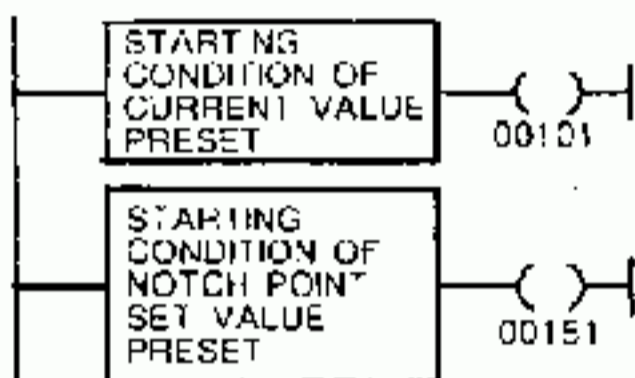 STARTING
CONDITION OF
CURRENT VALUE
PRESET
00101
STARTING
CONDITION OF
NOTCH POINT
SET VALUE
PRESET
00151